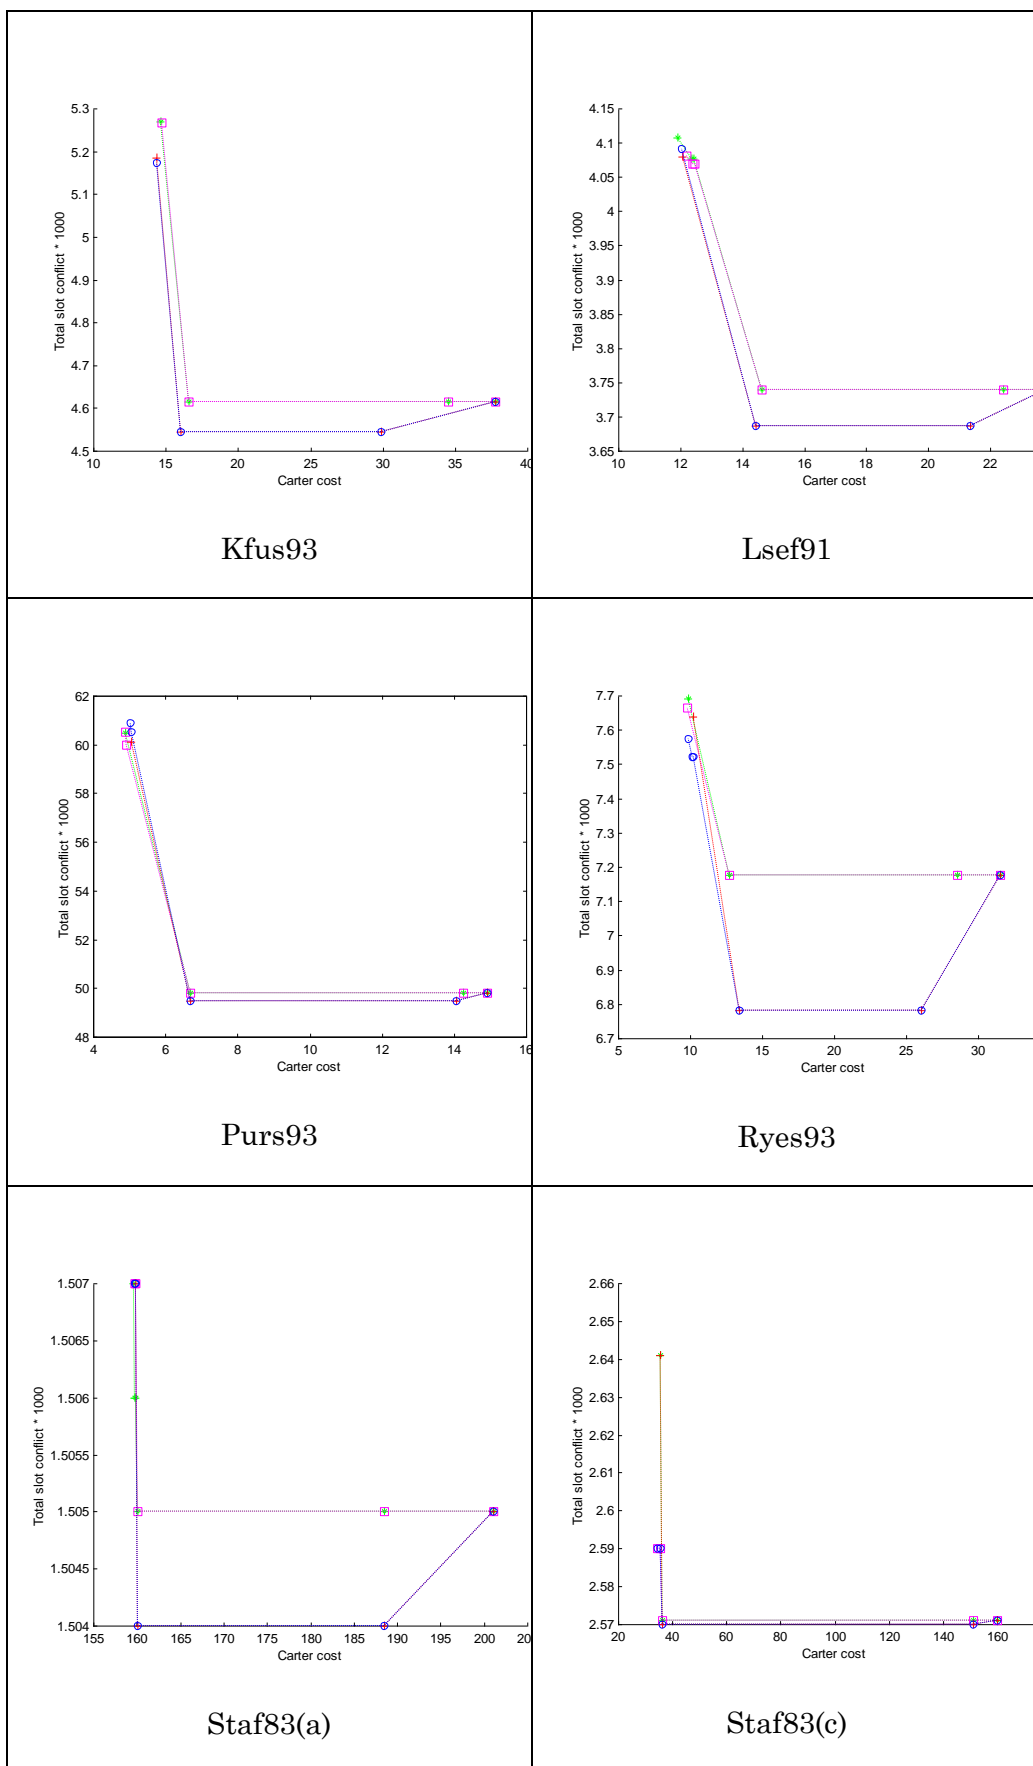 5.3
5.2
5.1
5
4.9
4.8
4.7
4.6
4.5
10 15 20 25 30 35 40
Total slot conflict * 1000
Carter cost
Kfus93
4.15
4.1
4.05
4
3.95
3.9
3.85
3.8
3.75
3.7
3.65
10 12 14 16 18 20 22
Total slot conflict * 1000
Carter cost
Lsef91
62
60
58
56
54
52
50
48
4 6 8 10 12 14 16
Total slot conflict * 1000
Carter cost
Purs93
7.7
7.6
7.5
7.4
7.3
7.2
7.1
7
6.9
6.8
6.7
5 10 15 20 25 30
Total slot conflict * 1000
Carter cost
Ryes93
1.507
1.5065
1.506
1.5055
1.505
1.5045
1.504
155 160 165 170 175 180 185 190 195 200
Total slot conflict * 1000
Carter cost
Staf83(a)
2.66
2.65
2.64
2.63
2.62
2.61
2.6
2.59
2.58
2.57
20 40 60 80 100 120 140 160
Total slot conflict * 1000
Carter cost
Staf83(c)